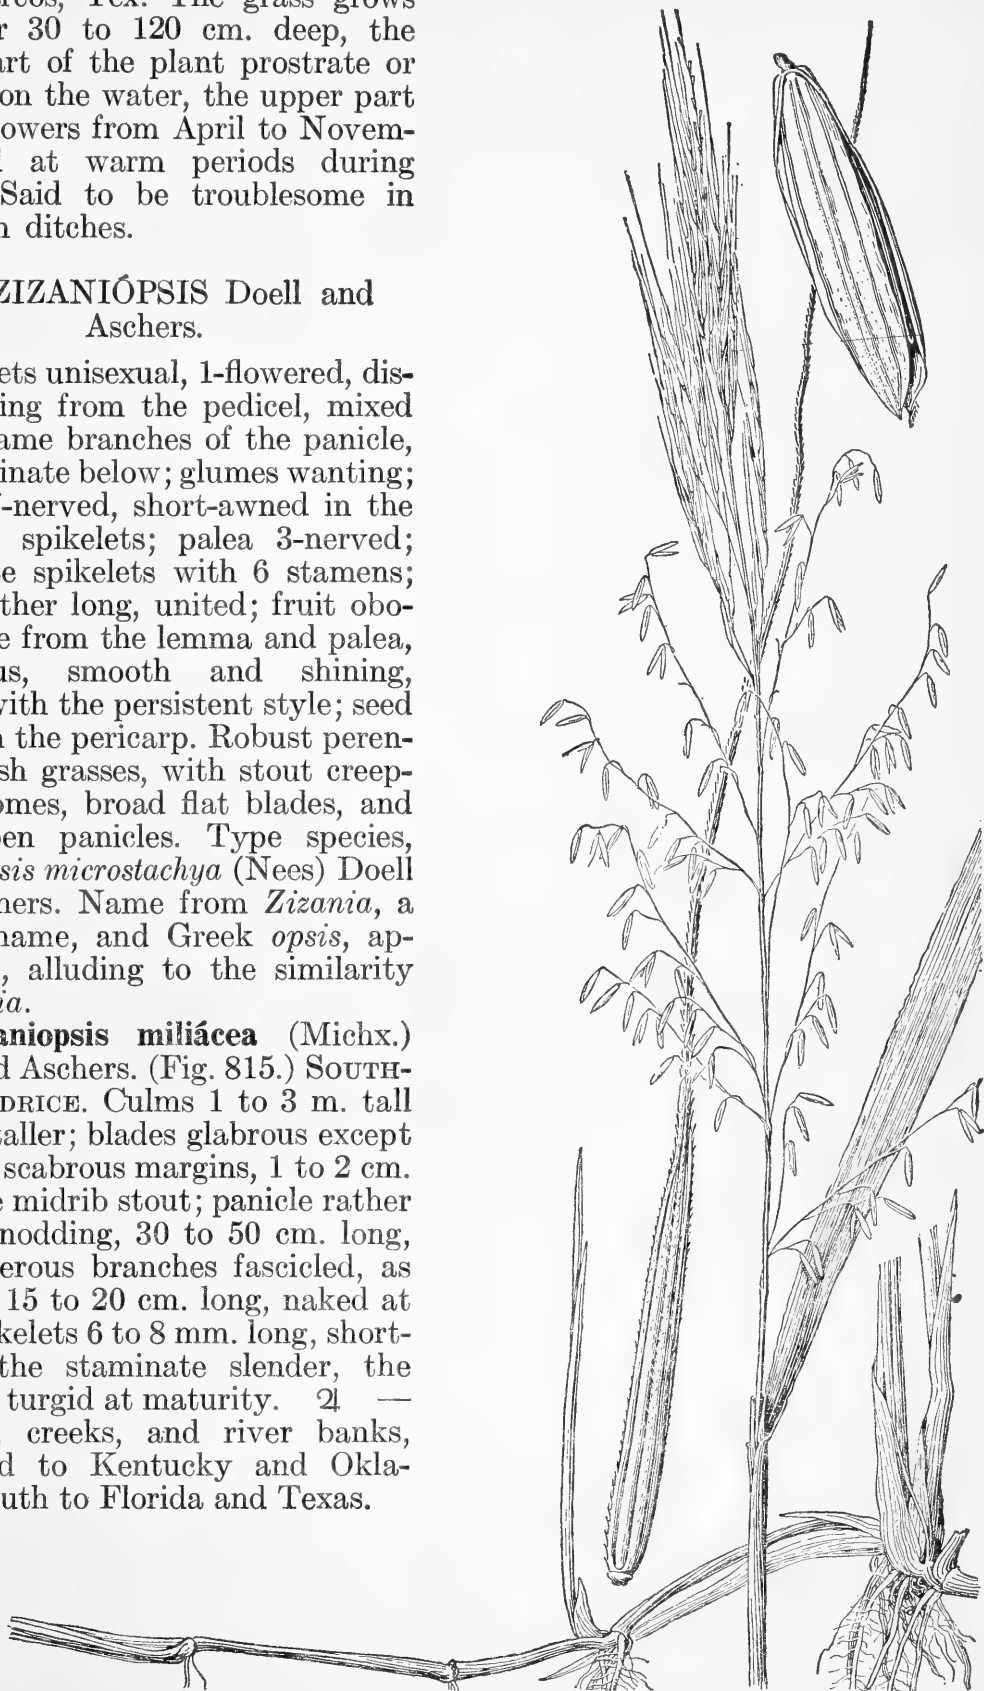 Tex. The grass grows
30 to 120 cm. deep, the
of the plant prostrate or
on the water, the upper part
owers from April to Novem-
at warm periods during
Said to be troublesome in
ditches.
ZIZANIÓPSIS Doell and
Aschers.
ets unisexual, 1-flowered, dis-
ing from the pedicel, mixed
ame branches of the panicle,
inate below; glumes wanting;
-nerved, short-awned in the
spikelets; palea 3-nerved;
e spikelets with 6 stamens;
ther long, united; fruit obo-
e from the lemma and palea,
us, smooth and shining,
with the persistent style; seed
the pericarp. Robust peren-
sh grasses, with stout creep-
omes, broad flat blades, and
en panicles. Type species,
sis microstachya (Nees) Doell
hers. Name from Zizania, a
name, and Greek opsis, ap-
, alluding to the similarity
ia.
aniopsis miliácea (Michx.)
d Aschers. (Fig. 815.) SOUTH-
DRICE. Culms 1 to 3 m. tall
taller; blades glabrous except
scabrous margins, 1 to 2 cm.
e midrib stout; panicle rather
nodding, 30 to 50 cm. long,
erous branches fascicled, as
15 to 20 cm. long, naked at
kelets 6 to 8 mm. long, short-
the staminate slender, the
turgid at maturity. ♃ —
creeks, and river banks,
d to Kentucky and Okla-
uth to Florida and Texas.